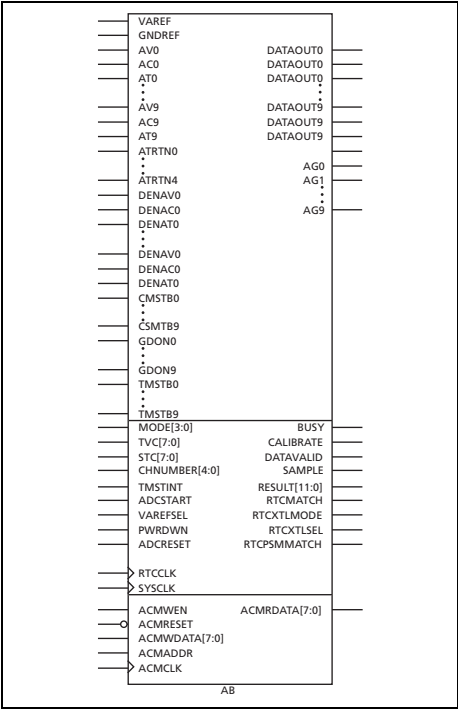 VAREF
GNDREF
AV0 DATAOUT0
AC0 DATAOUT0
AT0 DATAOUT0
AV9 DATAOUT9
AC9 DATAOUT9
AT9 DATAOUT9
ATRTN0
AG0
ATRTN4 AG1
DENAV0
DENAC0 AG9
DENAT0
DENAV0
DENAC0
DENAT0
CMSTB0
CSMTB9
GDON0
GDON9
TMSTB0
TMSTB9
MODE[3:0] BUSY
TVC[7:0] CALIBRATE
STC[7:0] DATAVALID
CHNUMBER[4:0] SAMPLE
TMSTINT RESULT[11:0]
ADCSTART RTCMATCH
VAREFSEL RTCXTLMODE
PWRDWN RTCXTLSEL
ADCRESET RTCPSMMATCH
RTCCLK
SYSCLK
ACMWEN ACMRDATA[7:0]
ACMRESET
ACMWDATA[7:0]
ACMADDR
ACMCLK
AB